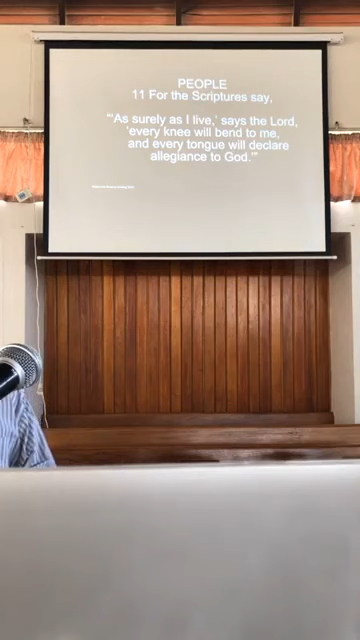 PEOPLE
11 For the Scriptures say,
"'As surely as I live,' says the Lord,
'every knee will bend to me,
and every tongue will declare
allegiance to God.'"